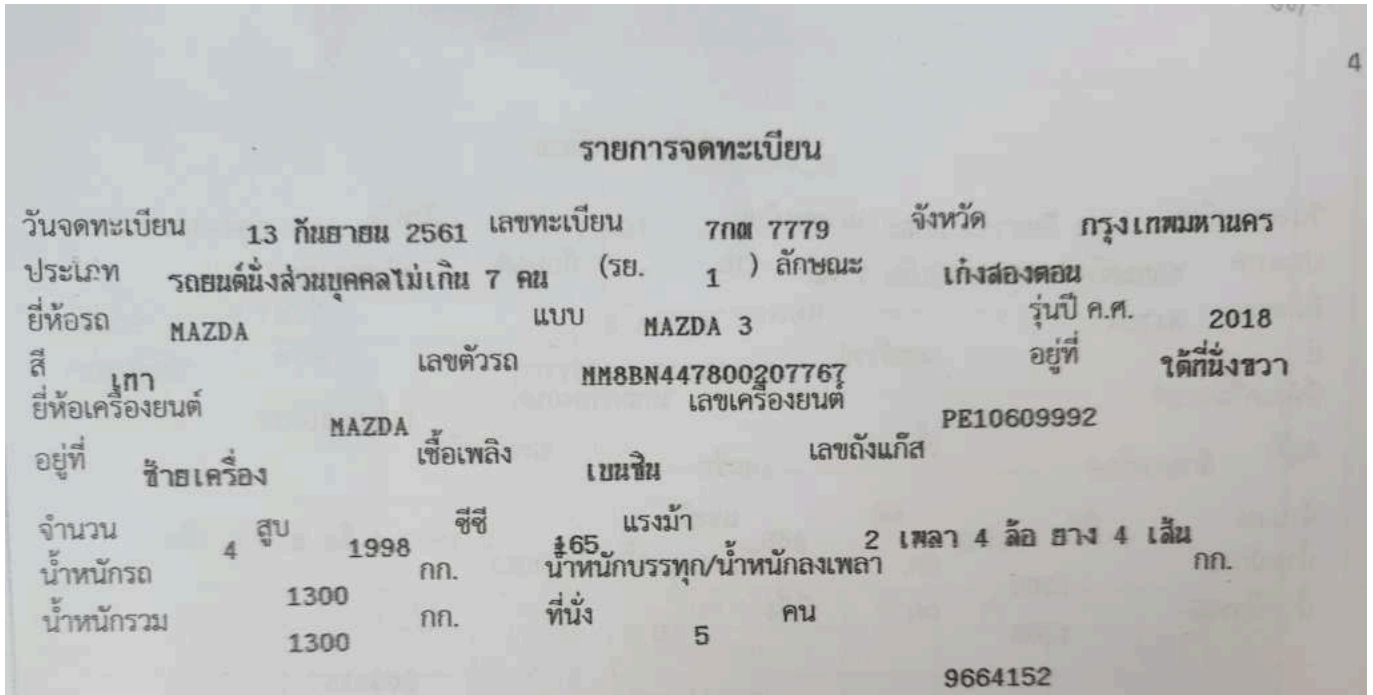 4
รายการจดทะเบียน
วันจดทะเบียน 13 กันยายน 2561 เลขทะเบียน 7กฒ 7779 จังหวัด กรุงเทพมหานคร
ประเภท รถยนต์นั่งส่วนบุคคลไม่เกิน 7 คน (รย. 1 ) ลักษณะ เก๋งสองตอน
ยี่ห้อรถ MAZDA แบบ MAZDA 3 รุ่นปี ค.ศ. 2018
สี เทา เลขตัวรถ MM8BN447800207767 อยู่ที่ ใต้ที่นั่งขวา
ยี่ห้อเครื่องยนต์ MAZDA เลขเครื่องยนต์ PE10609992
อยู่ที่ ซ้ายเครื่อง เชื้อเพลิง เบนซิน เลขถังแก๊ส
จำนวน 4 สูบ 1998 ซีซี 165 แรงม้า 2 เพลา 4 ล้อ ยาง 4 เส้น
น้ำหนักรถ 1300 กก. น้ำหนักบรรทุก/น้ำหนักลงเพลา กก.
น้ำหนักรวม 1300 กก. ที่นั่ง 5 คน
9664152